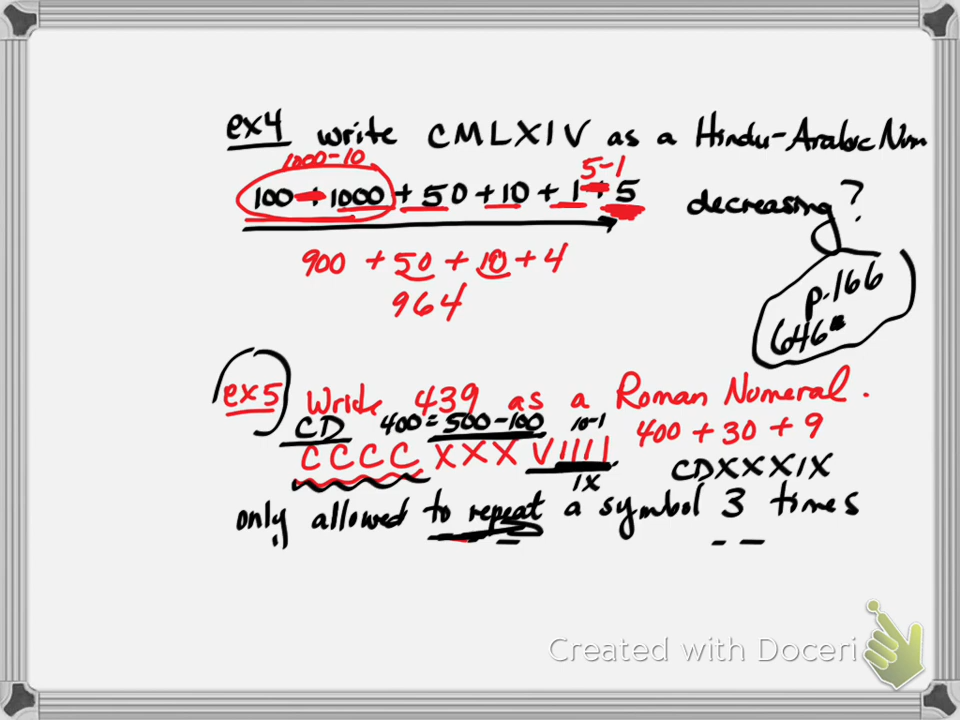 ex4 write CMLXIV as a Hindu-Arabic Num
1000-10 5-1
100 + 1000 + 50 + 10 + 1 + 5 decreasing?
900 + 50 + 10 + 4 p.166
964 646
ex5 Write 439 as a Roman Numeral.
CD 400 = 500-100 10-1 400 + 30 + 9
CCCC XXX VIIII CDXXXIX
IX
only allowed to repeat a symbol 3 times
Created with Doceri